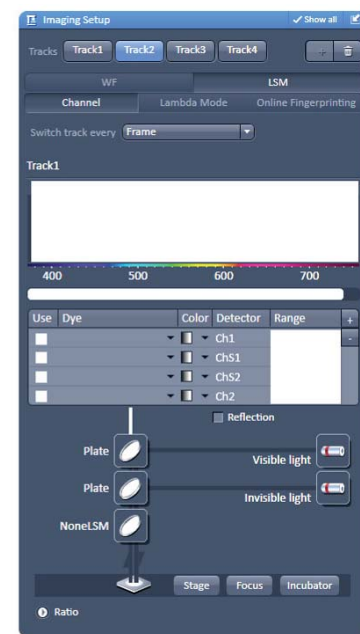 Imaging Setup Show all
Tracks Track1 Track2 Track3 Track4 + 
WF LSM
Channel Lambda Mode Online Fingerprinting
Switch track every Frame
Track1
400 500 600 700
Use Dye Color Detector Range +
Ch1 -
ChS1
ChS2
Ch2
Reflection
Plate Visible light
Plate Invisible light
NoneLSM
Stage Focus Incubator
Ratio